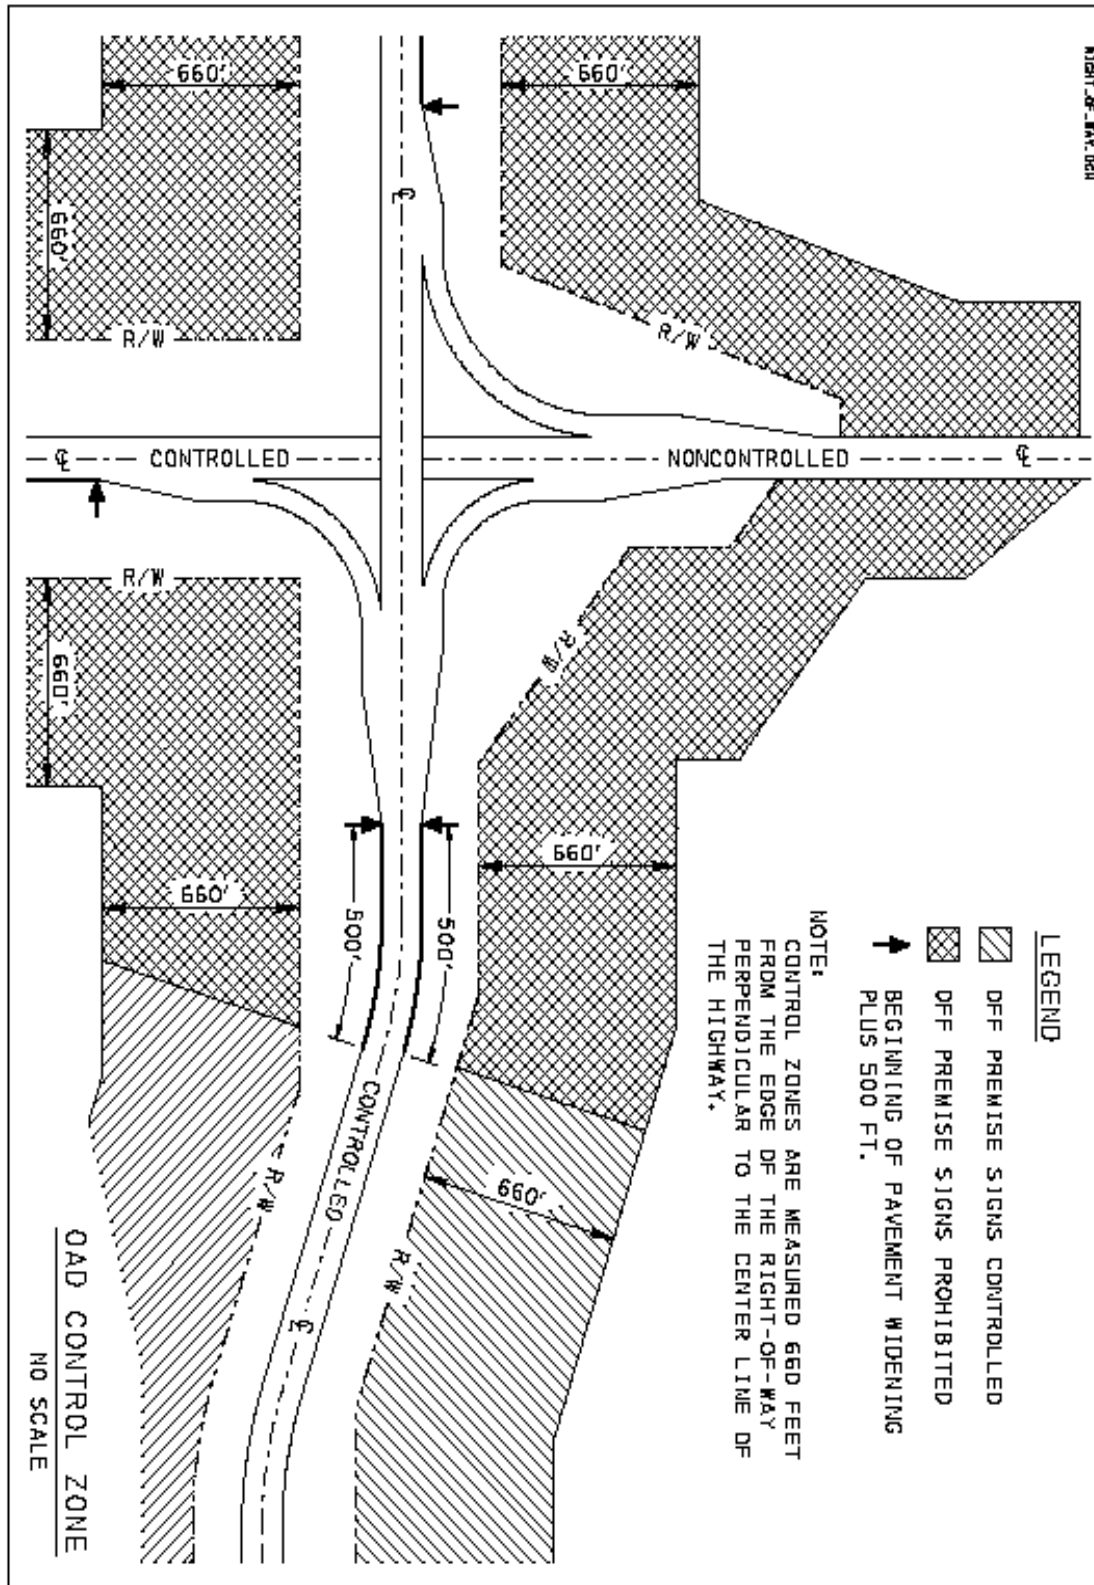 RIGHT_OF_WAY.DGN
660'
660'
660'
R/W
R/W
℄
℄ CONTROLLED
NONCONTROLLED ℄
R/W
R/W
660'
660'
660'
500'
500'
CONTROLLED
660'
R/W
R/W
℄
LEGEND
OFF PREMISE SIGNS CONTROLLED
OFF PREMISE SIGNS PROHIBITED
BEGINNING OF PAVEMENT WIDENING
PLUS 500 FT.
NOTE:
CONTROL ZONES ARE MEASURED 660 FEET
FROM THE EDGE OF THE RIGHT-OF-WAY
PERPENDICULAR TO THE CENTER LINE OF
THE HIGHWAY.
OAD CONTROL ZONE
NO SCALE